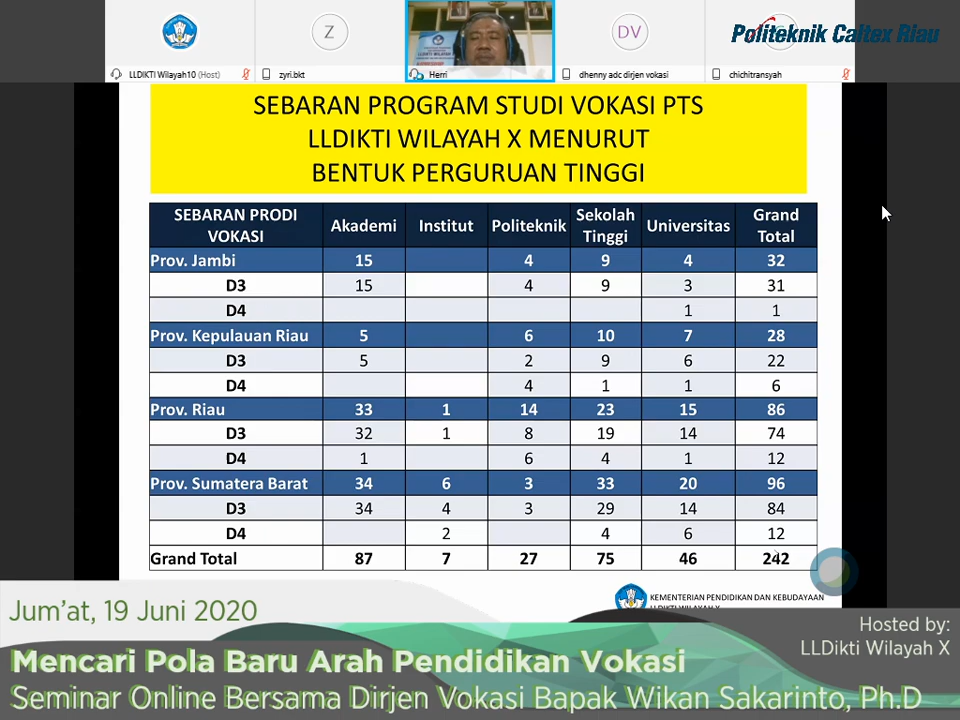 Z
DV
Politeknik Caltex Riau
LLDIKTI Wilayah10 (Host)
zyri.bkt
Herri
dhenny adc dirjen vokasi
chichitransyah
SEBARAN PROGRAM STUDI VOKASI PTS
LLDIKTI WILAYAH X MENURUT
BENTUK PERGURUAN TINGGI
SEBARAN PRODI VOKASI Akademi Institut Politeknik Sekolah Tinggi Universitas Grand Total
Prov. Jambi 15 4 9 4 32
D3 15 4 9 3 31
D4 1 1
Prov. Kepulauan Riau 5 6 10 7 28
D3 5 2 9 6 22
D4 4 1 1 6
Prov. Riau 33 1 14 23 15 86
D3 32 1 8 19 14 74
D4 1 6 4 1 12
Prov. Sumatera Barat 34 6 3 33 20 96
D3 34 4 3 29 14 84
D4 2 4 6 12
Grand Total 87 7 27 75 46 242
KEMENTERIAN PENDIDIKAN DAN KEBUDAYAAN
LLDIKTI WILAYAH X
Jum'at, 19 Juni 2020
Hosted by:
LLDikti Wilayah X
Mencari Pola Baru Arah Pendidikan Vokasi
Seminar Online Bersama Dirjen Vokasi Bapak Wikan Sakarinto, Ph.D